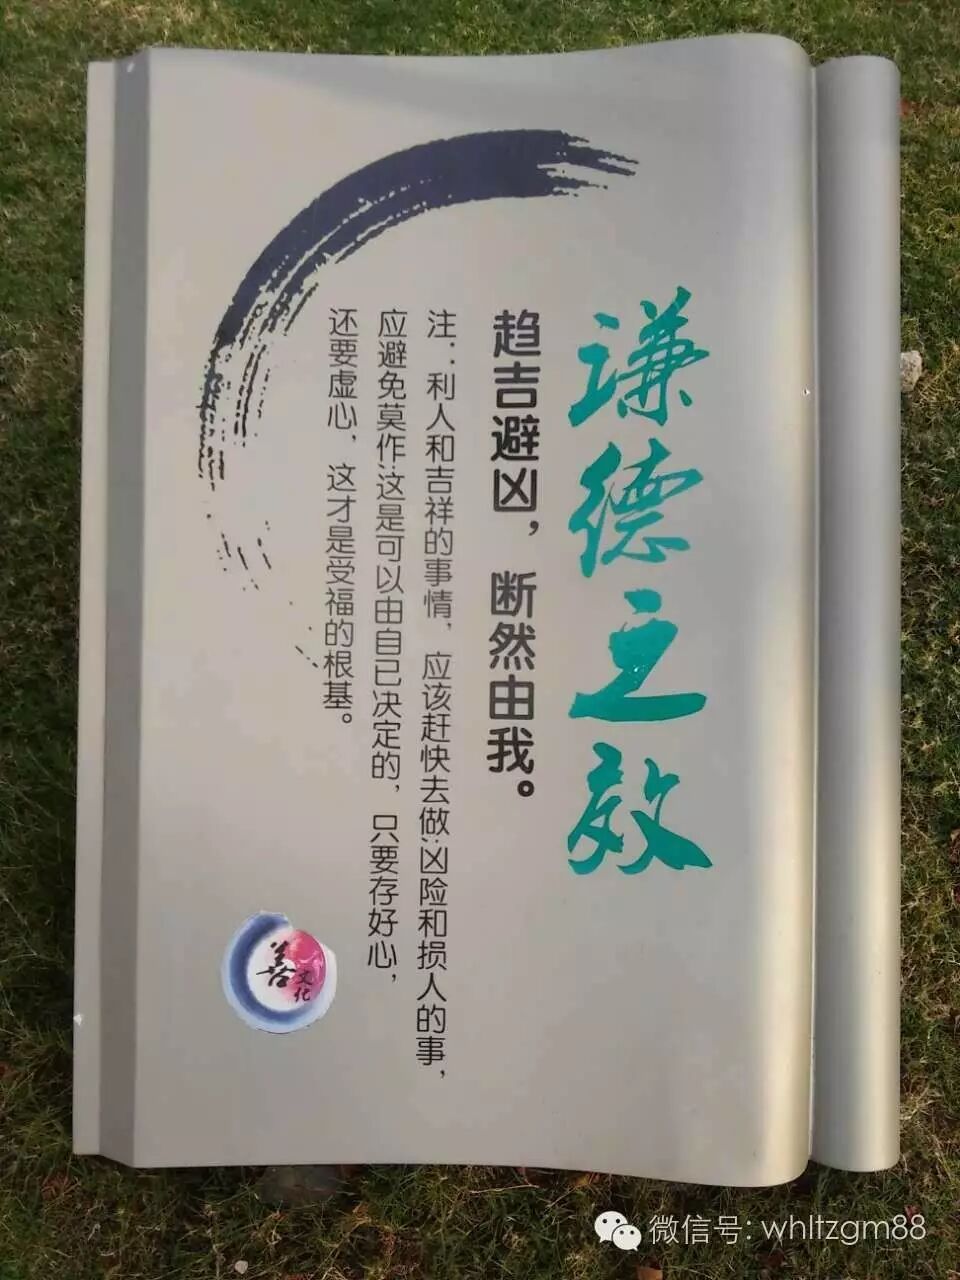 谦德之效
趋吉避凶，断然由我。
注：利人和吉祥的事情，应该赶快去做;凶险和损人的事，
应避免莫作;这是可以由自已决定的，只要存好心，
还要虚心，这才是受福的根基。
善文化
微信号: whltzgm88